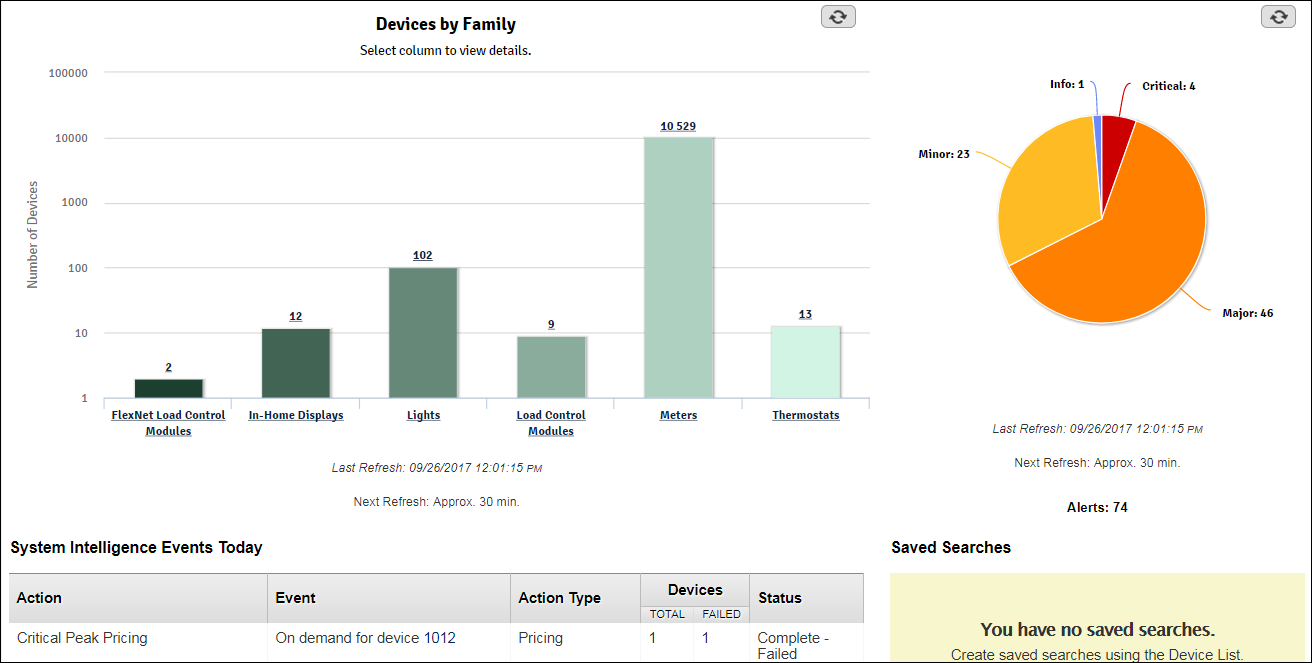 Devices by Family
Select column to view details.
100000
10000
1000
100
10
1
Number of Devices
2
12
102
9
10 529
13
FlexNet Load Control
Modules
In-Home Displays
Lights
Load Control
Modules
Meters
Thermostats
Last Refresh: 09/26/2017 12:01:15 PM
Next Refresh: Approx. 30 min.
Info: 1
Critical: 4
Minor: 23
Major: 46
Last Refresh: 09/26/2017 12:01:15 PM
Next Refresh: Approx. 30 min.
Alerts: 74
System Intelligence Events Today
Action
Event
Action Type
Devices
TOTAL
FAILED
Status
Critical Peak Pricing
On demand for device 1012
Pricing
1
1
Complete -
Failed
Saved Searches
You have no saved searches.
Create saved searches using the Device List.